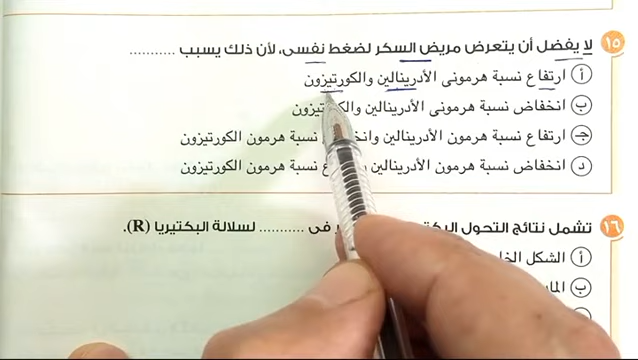 ١٥ لا يفضل أن يتعرض مريض السكر لضغط نفسى، لأن ذلك يسبب ...........
أ ارتفاع نسبة هرمونى الأدرينالين والكورتيزون
ب انخفاض نسبة هرمونى الأدرينالين
ج ارتفاع نسبة هرمون الأدرينالين نسبة هرمون الكورتيزون
د انخفاض نسبة هرمون الأدرينالين نسبة هرمون الكورتيزون
١٦ تشمل نتائج التحول فى ........... لسلالة البكتيريا (R).
أ الشكل
ب